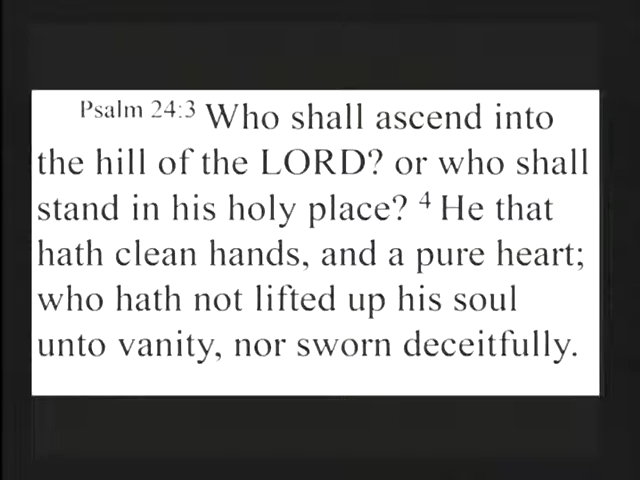 Psalm 24:3 Who shall ascend into
the hill of the LORD? or who shall
stand in his holy place? 4 He that
hath clean hands, and a pure heart;
who hath not lifted up his soul
unto vanity, nor sworn deceitfully.